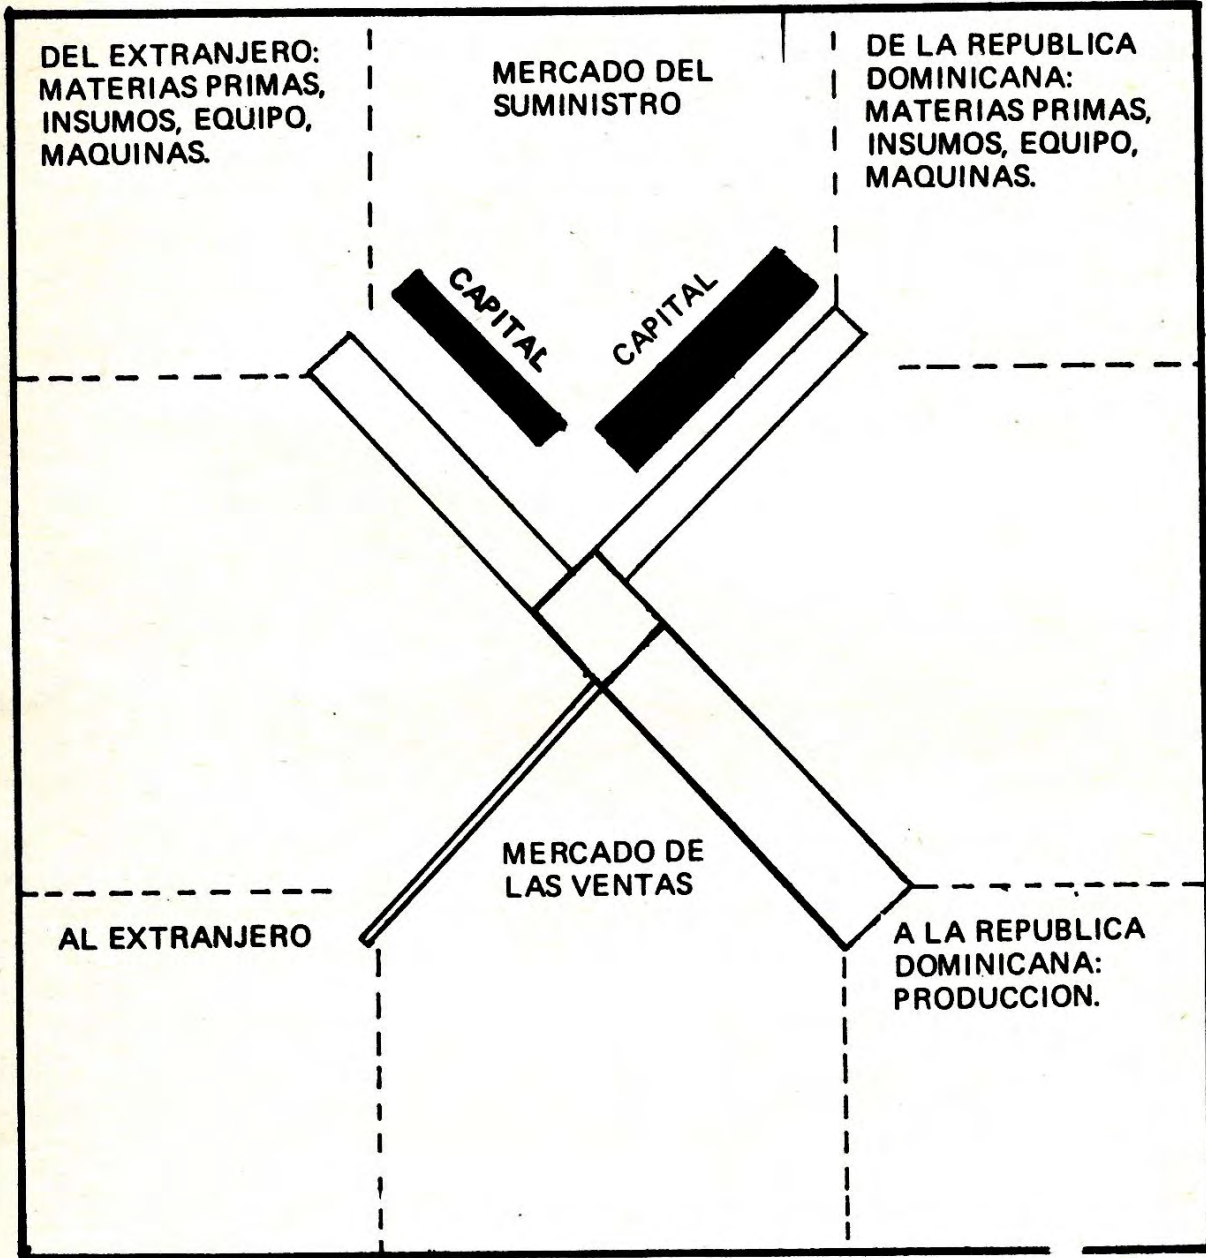 DEL EXTRANJERO:
MATERIAS PRIMAS,
INSUMOS, EQUIPO,
MAQUINAS.
MERCADO DEL
SUMINISTRO
DE LA REPUBLICA
DOMINICANA:
MATERIAS PRIMAS,
INSUMOS, EQUIPO,
MAQUINAS.
CAPITAL
CAPITAL
MERCADO DE
LAS VENTAS
AL EXTRANJERO
A LA REPUBLICA
DOMINICANA:
PRODUCCION.